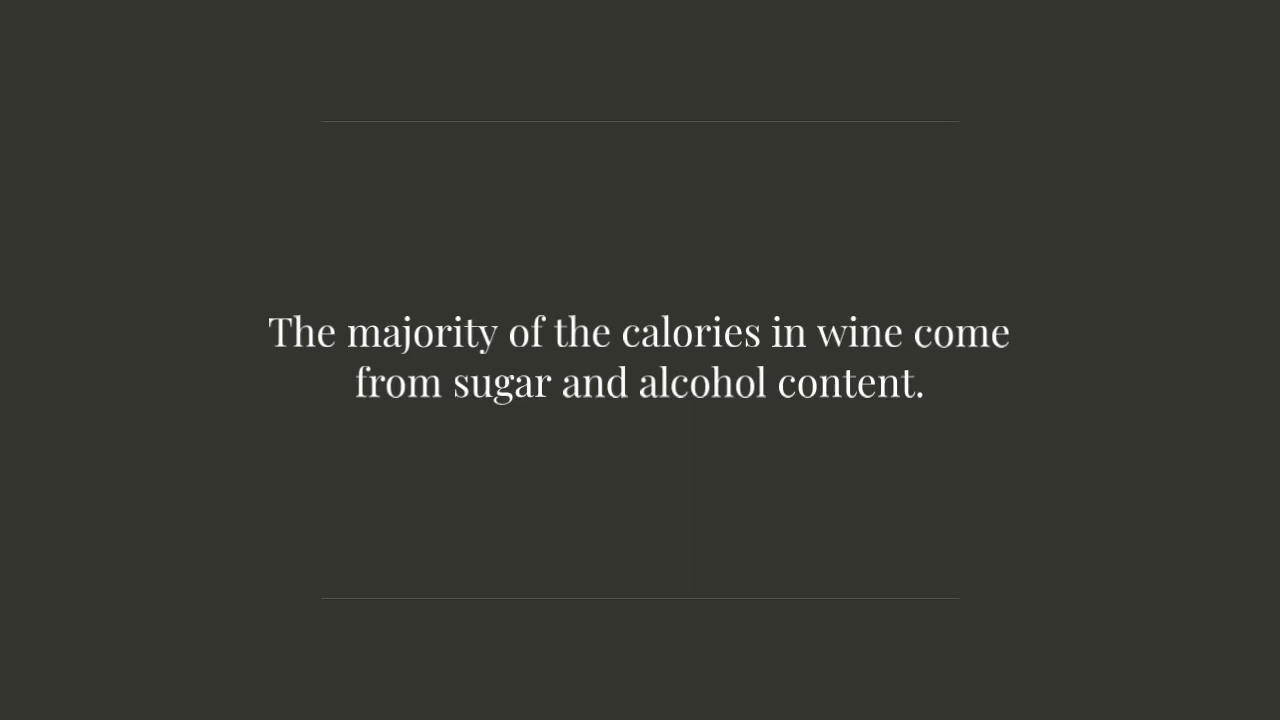 The majority of the calories in wine come
from sugar and alcohol content.